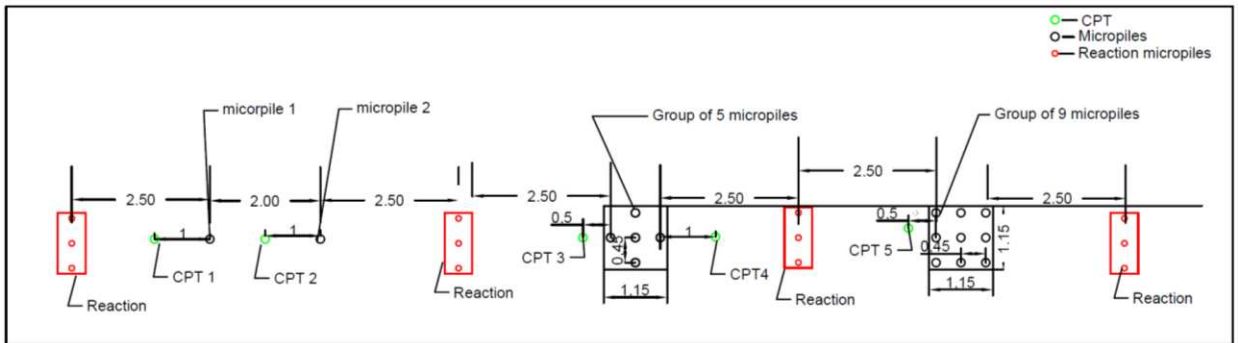 CPT
Micropiles
Reaction micropiles
micorpile 1
micropile 2
Group of 5 micropiles
Group of 9 micropiles
2.50
2.00
2.50
2.50
2.50
2.50
2.50
1
1
0.5
0.45
1
0.5
0.45
1.15
CPT 1
CPT 2
CPT 3
CPT4
CPT 5
1.15
1.15
Reaction
Reaction
Reaction
Reaction